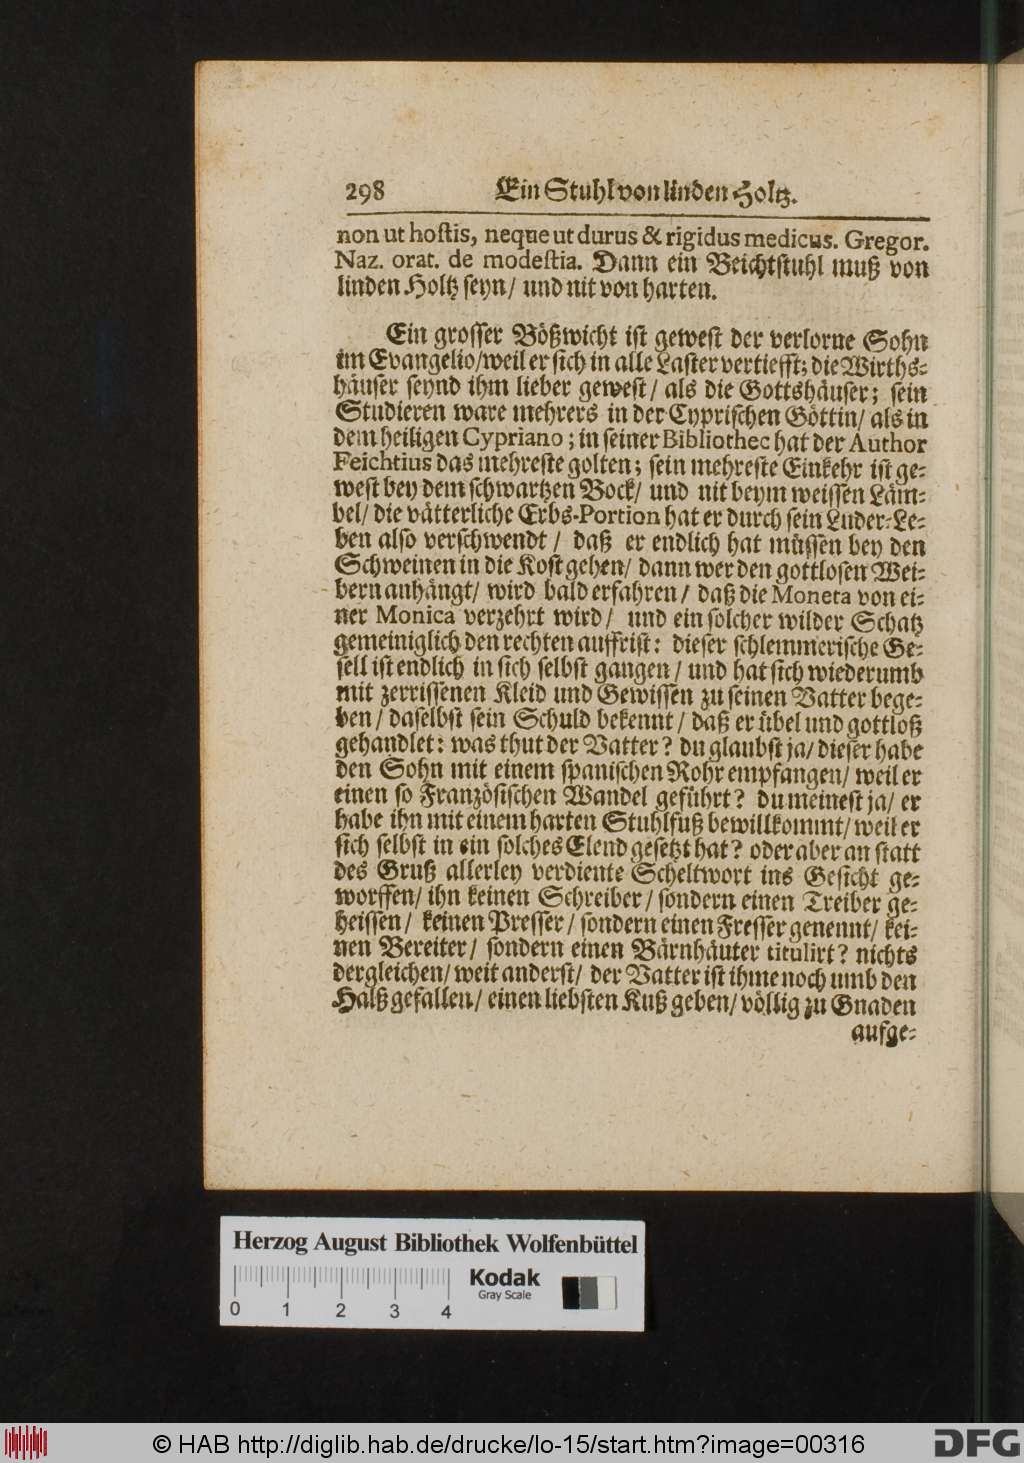 298 Ein Stuhl von linden Holtz.
non ut hostis, neque ut durus & rigidus medicus. Gregor.
Naz. orat. de modestia. Dann ein Beichtstuhl muß von
linden Holtz seyn/ und nit von harten.
Ein grosser Bößwicht ist gewest der verlorne Sohn
im Evangelio/weil er sich in alle Laster vertiefft; die Wirths-
häuser seynd ihm lieber gewest/ als die Gottshäuser; sein
Studieren ware mehrers in der Cyprischen Göttin/ als in
dem heiligen Cypriano; in seiner Bibliothec hat der Author
Feichtius das mehreste golten; sein mehreste Einkehr ist ge-
west bey dem schwartzen Bock/ und nit beym weissen Läm-
bel/ die vätterliche Erbs-Portion hat er durch sein Luder-Le-
ben also verschwendt/ daß er endlich hat müssen bey den
Schweinen in die Kost gehen/ dann wer den gottlosen Wei-
bern anhängt/ wird bald erfahren/ daß die Moneta von ei-
ner Monica verzehrt wird/ und ein solcher wilder Schatz
gemeiniglich den rechten auffrist: dieser schlemmerische Ge-
sell ist endlich in sich selbst gangen/ und hat sich wiederumb
mit zerrissenen Kleid und Gewissen zu seinen Vatter bege-
ben/ daselbst sein Schuld bekennt/ daß er übel und gottloß
gehandlet: was thut der Vatter? du glaubst ja/ dieser habe
den Sohn mit einem spanischen Rohr empfangen/ weil er
einen so Französischen Wandel geführt? du meinest ja/ er
habe ihn mit einem harten Stuhlfuß bewillkommt/ weil er
sich selbst in ein solches Elend gesetzt hat? oder aber an statt
des Gruß allerley verdiente Scheltwort ins Gesicht ge-
worffen/ ihn keinen Schreiber/ sondern einen Treiber ge-
heissen/ keinen Presser/ sondern einen Fresser genennt/ kei-
nen Bereiter/ sondern einen Bärnhäuter titulirt? nichts
dergleichen/ weit anderst/ der Vatter ist ihme noch umb den
Halß gefallen/ einen liebsten Kuß geben/ völlig zu Gnaden
aufge-
Herzog August Bibliothek Wolfenbüttel
Kodak
Gray Scale
0 1 2 3 4
© HAB http://diglib.hab.de/drucke/lo-15/start.htm?image=00316
DFG